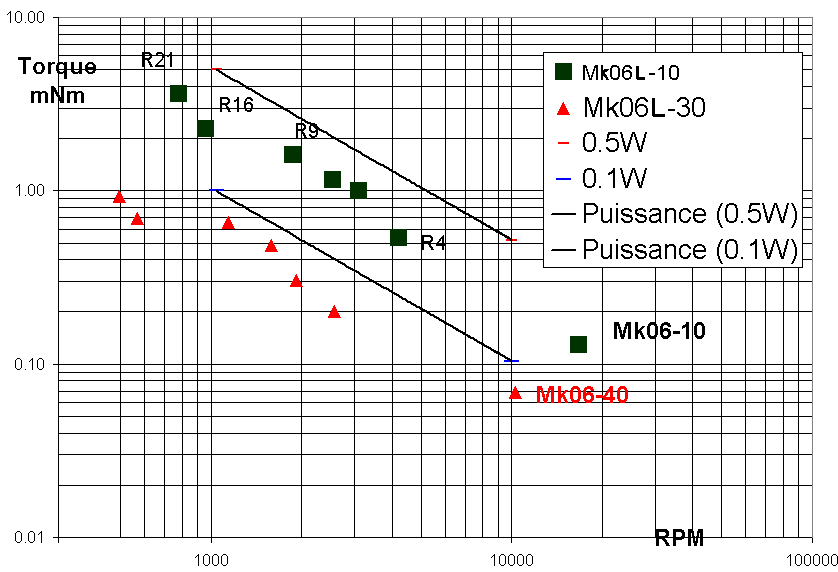 10.00
Torque
mNm
R21
R16
R9
Mk06L-10
Mk06L-30
0.5W
0.1W
Puissance (0.5W)
Puissance (0.1W)
1.00
R4
Mk06-10
0.10
Mk06-40
0.01
RPM
1000
10000
100000